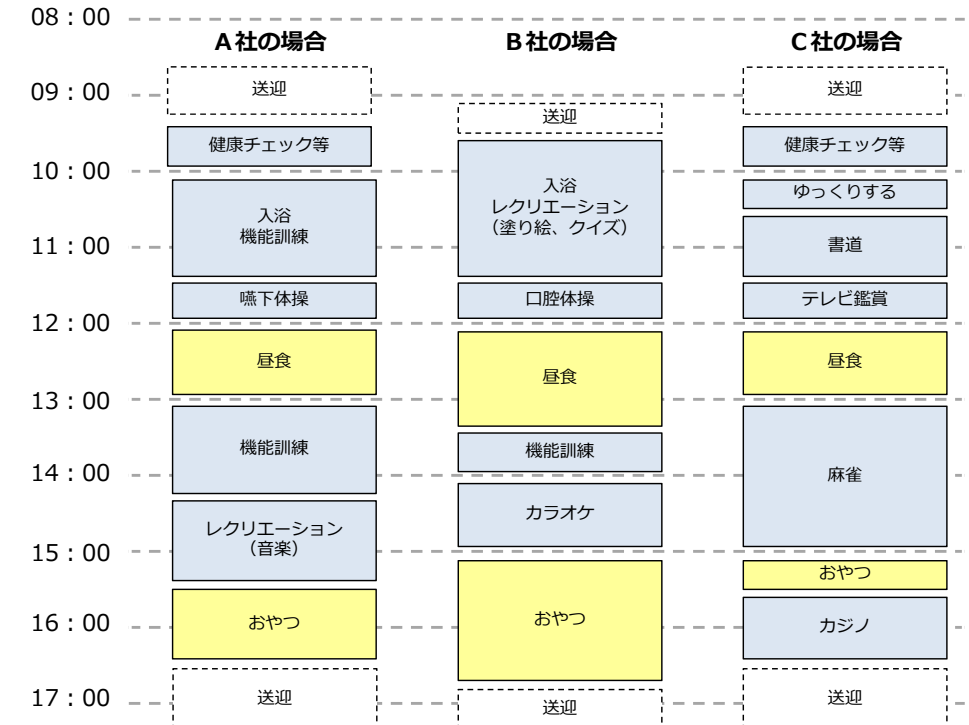 08：00
A社の場合
B社の場合
C社の場合
09：00
送迎
送迎
送迎
健康チェック等
健康チェック等
10：00
入浴
機能訓練
入浴
レクリエーション
（塗り絵、クイズ）
ゆっくりする
11：00
書道
嚥下体操
口腔体操
テレビ鑑賞
12：00
昼食
昼食
昼食
13：00
機能訓練
機能訓練
麻雀
14：00
レクリエーション
（音楽）
カラオケ
15：00
おやつ
おやつ
おやつ
16：00
カジノ
17：00
送迎
送迎
送迎